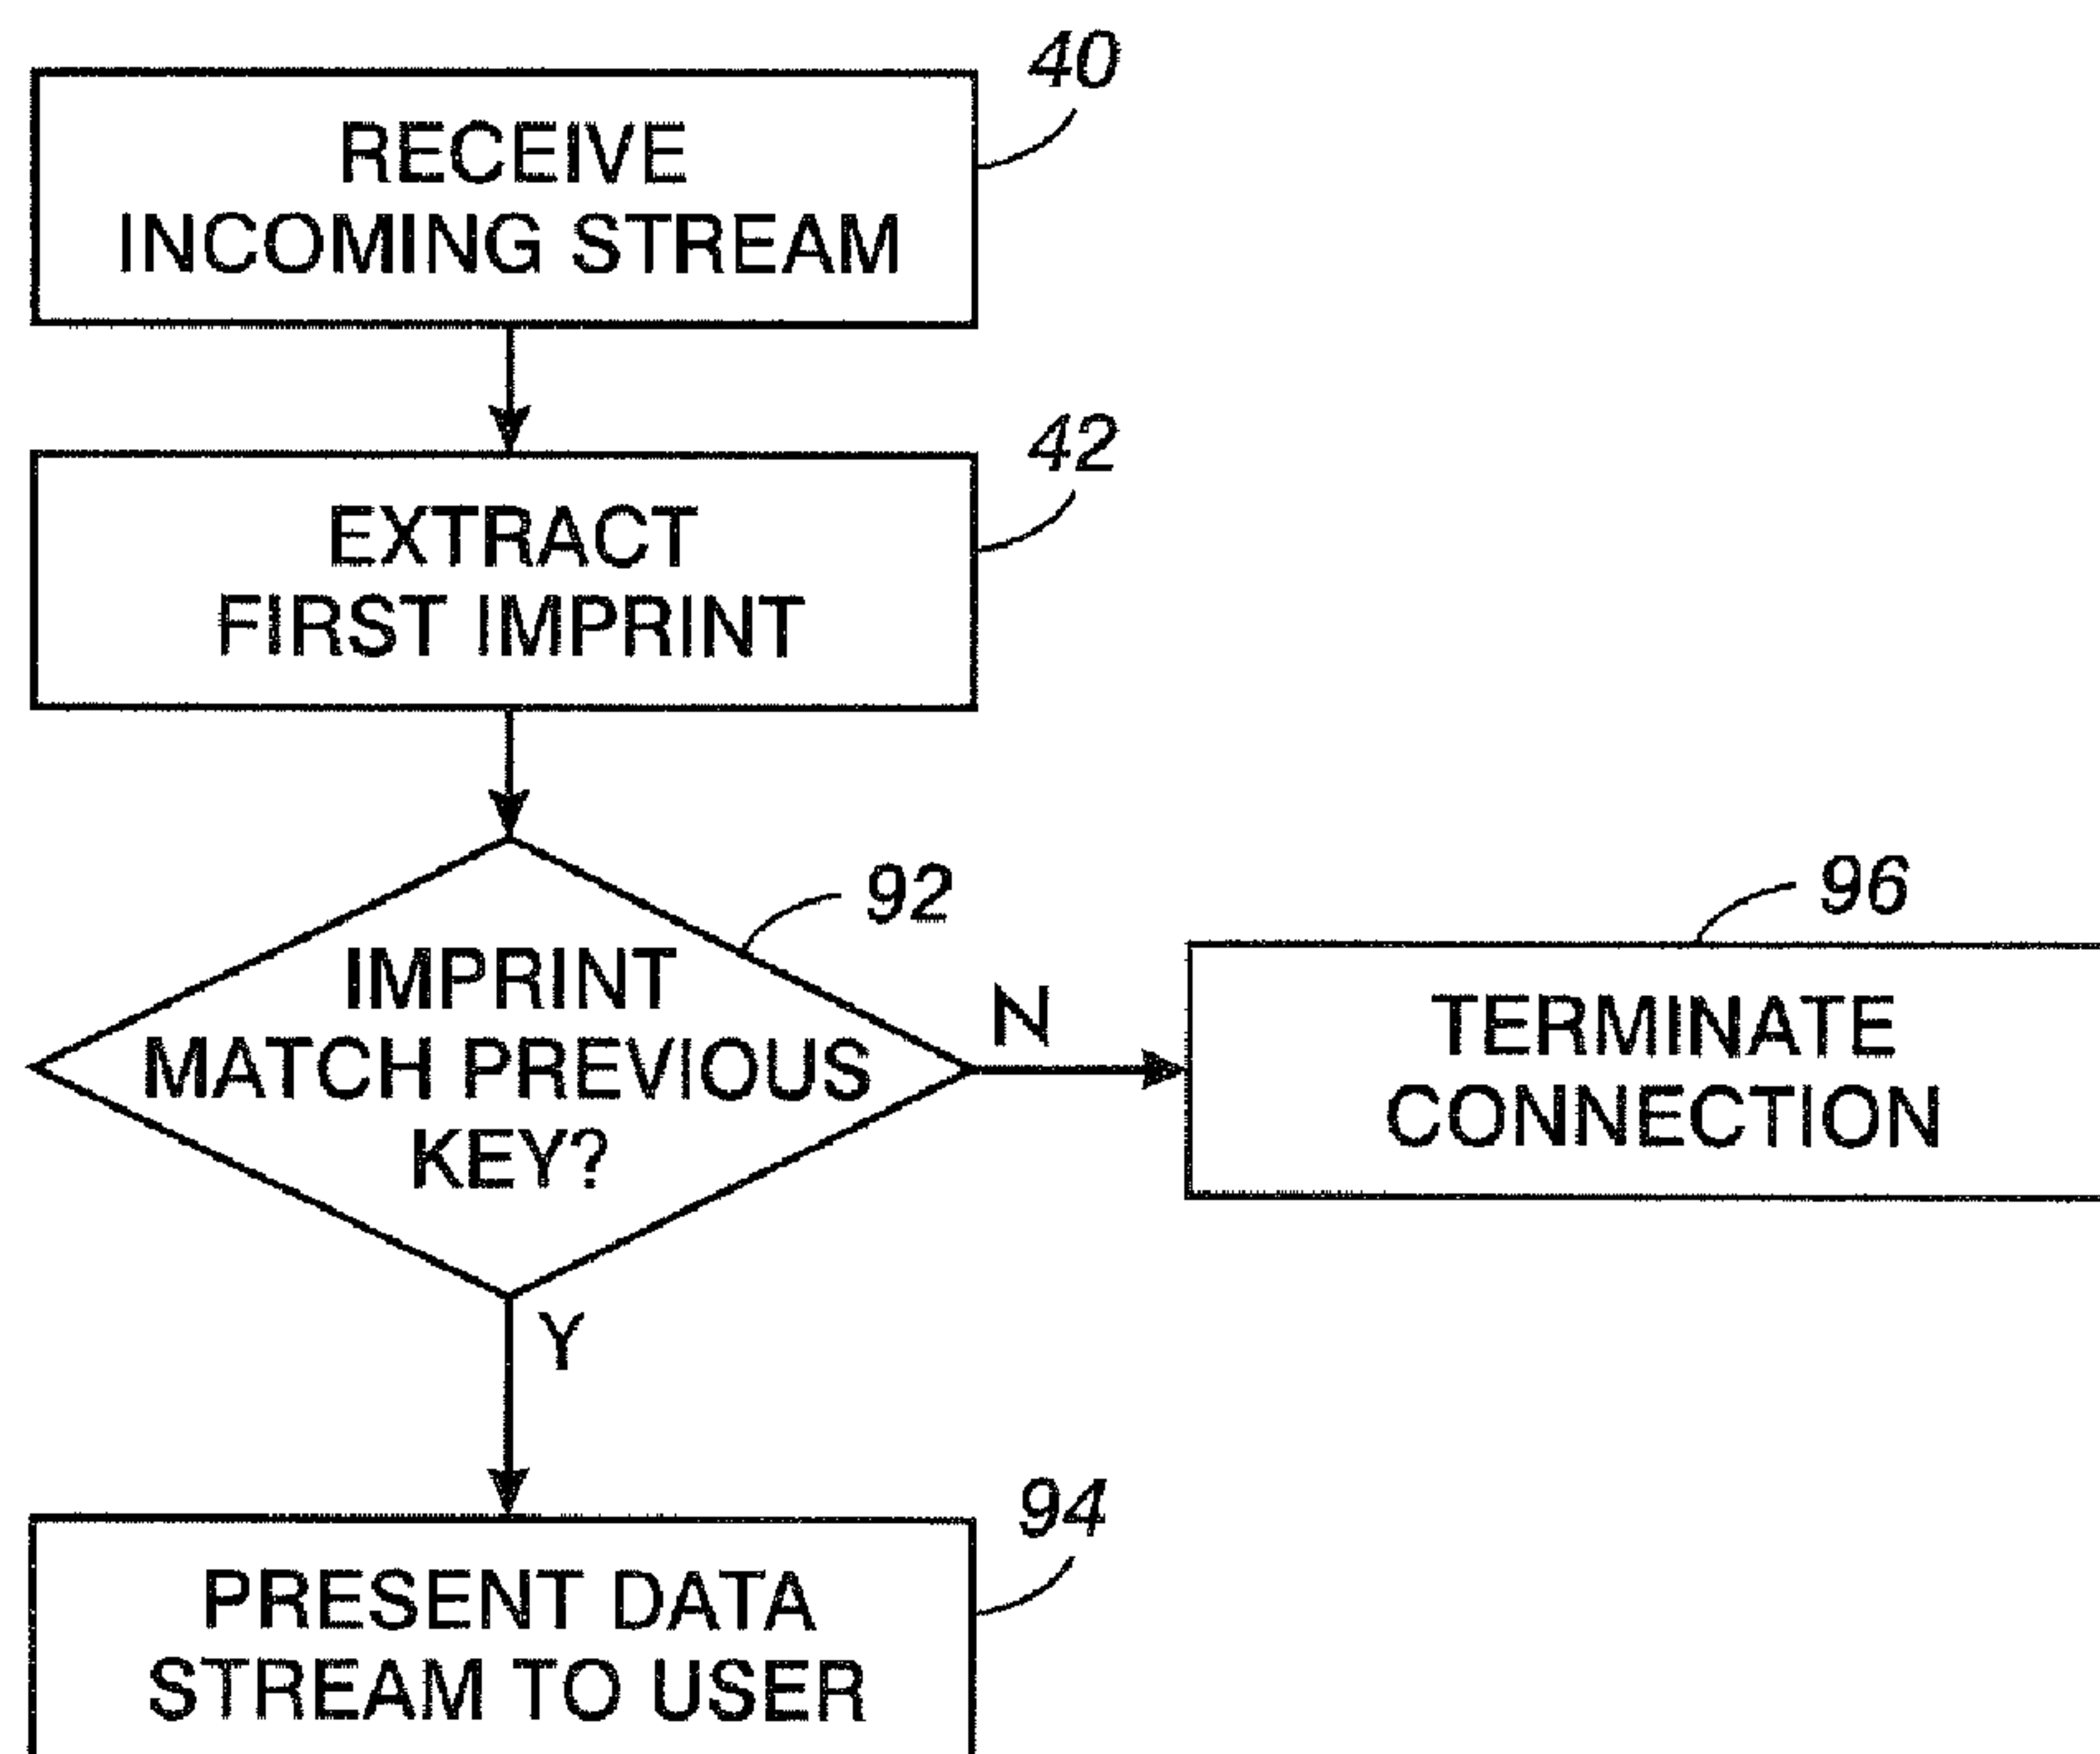 40
RECEIVE
INCOMING STREAM
42
EXTRACT
FIRST IMPRINT
92
IMPRINT
MATCH PREVIOUS
KEY?
N
96
TERMINATE
CONNECTION
Y
94
PRESENT DATA
STREAM TO USER